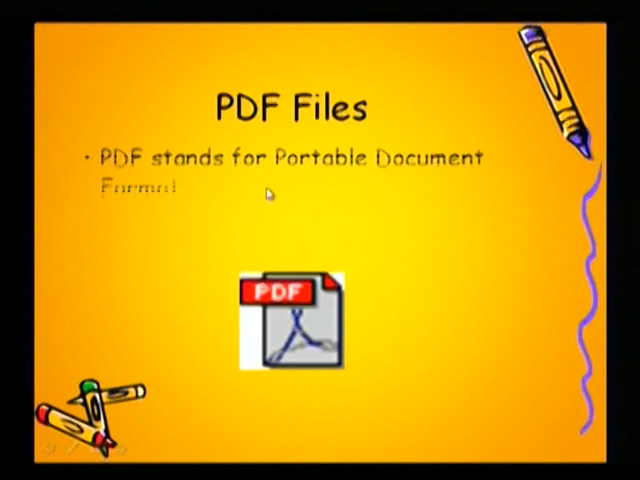 PDF Files
• PDF stands for Portable Document
Format
PDF